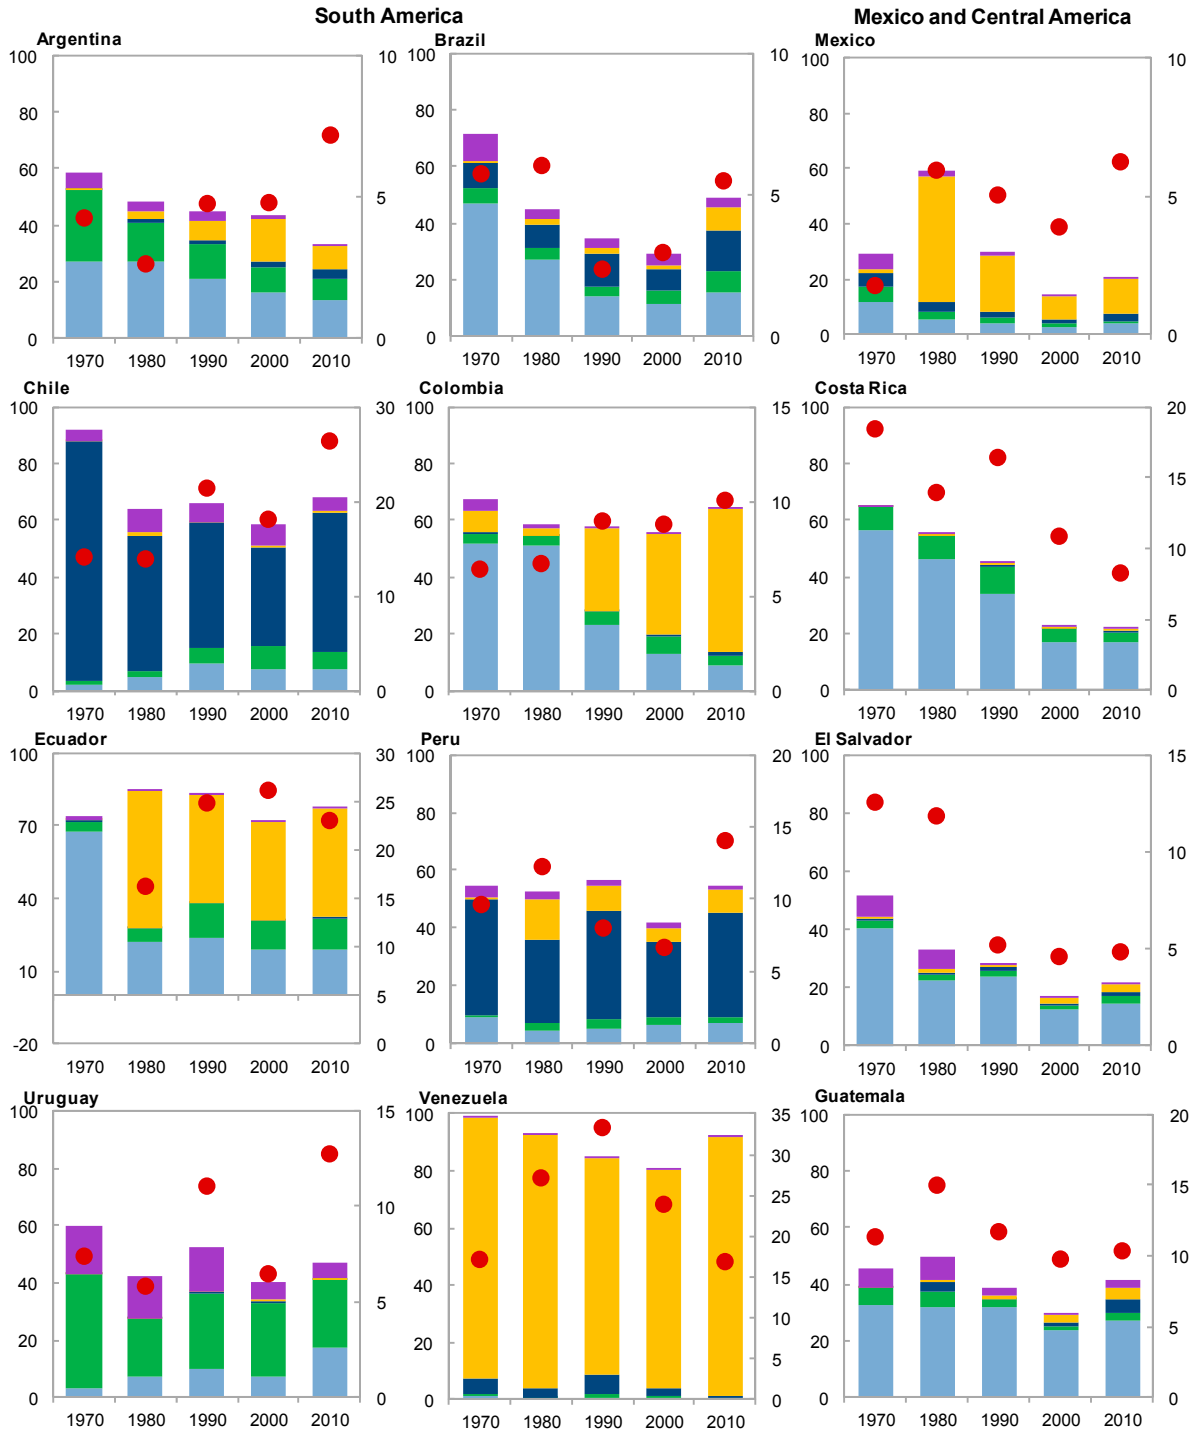 South America Mexico and Central America
Argentina Brazil Mexico
100 10 100 10 100 10
80 80 80
60 60 60
5 5 5
40 40 40
20 20 20
0 0 0 0 0 0
1970 1980 1990 2000 2010 1970 1980 1990 2000 2010 1970 1980 1990 2000 2010
Chile Colombia Costa Rica
100 30 100 15 100 20
80 80 80
20 10 15
60 60 60
10
40 10 40 5 40
5
20 20 20
0 0 0 0 0 0
1970 1980 1990 2000 2010 1970 1980 1990 2000 2010 1970 1980 1990 2000 2010
Ecuador Peru El Salvador
100 30 100 20 100 15
25
70 80 15 80
20 10
60 60
40 15 10
40 40
10 5
10 20 5 20
5
-20 0 0 0 0 0
1970 1980 1990 2000 2010 1970 1980 1990 2000 2010 1970 1980 1990 2000 2010
Uruguay Venezuela Guatemala
100 15 100 35 100 20
30
80 80 80
25 15
10
60 60 20 60
10
40 40 15 40
5
10
20 20 20 5
5
0 0 0 0 0 0
1970 1980 1990 2000 2010 1970 1980 1990 2000 2010 1970 1980 1990 2000 2010